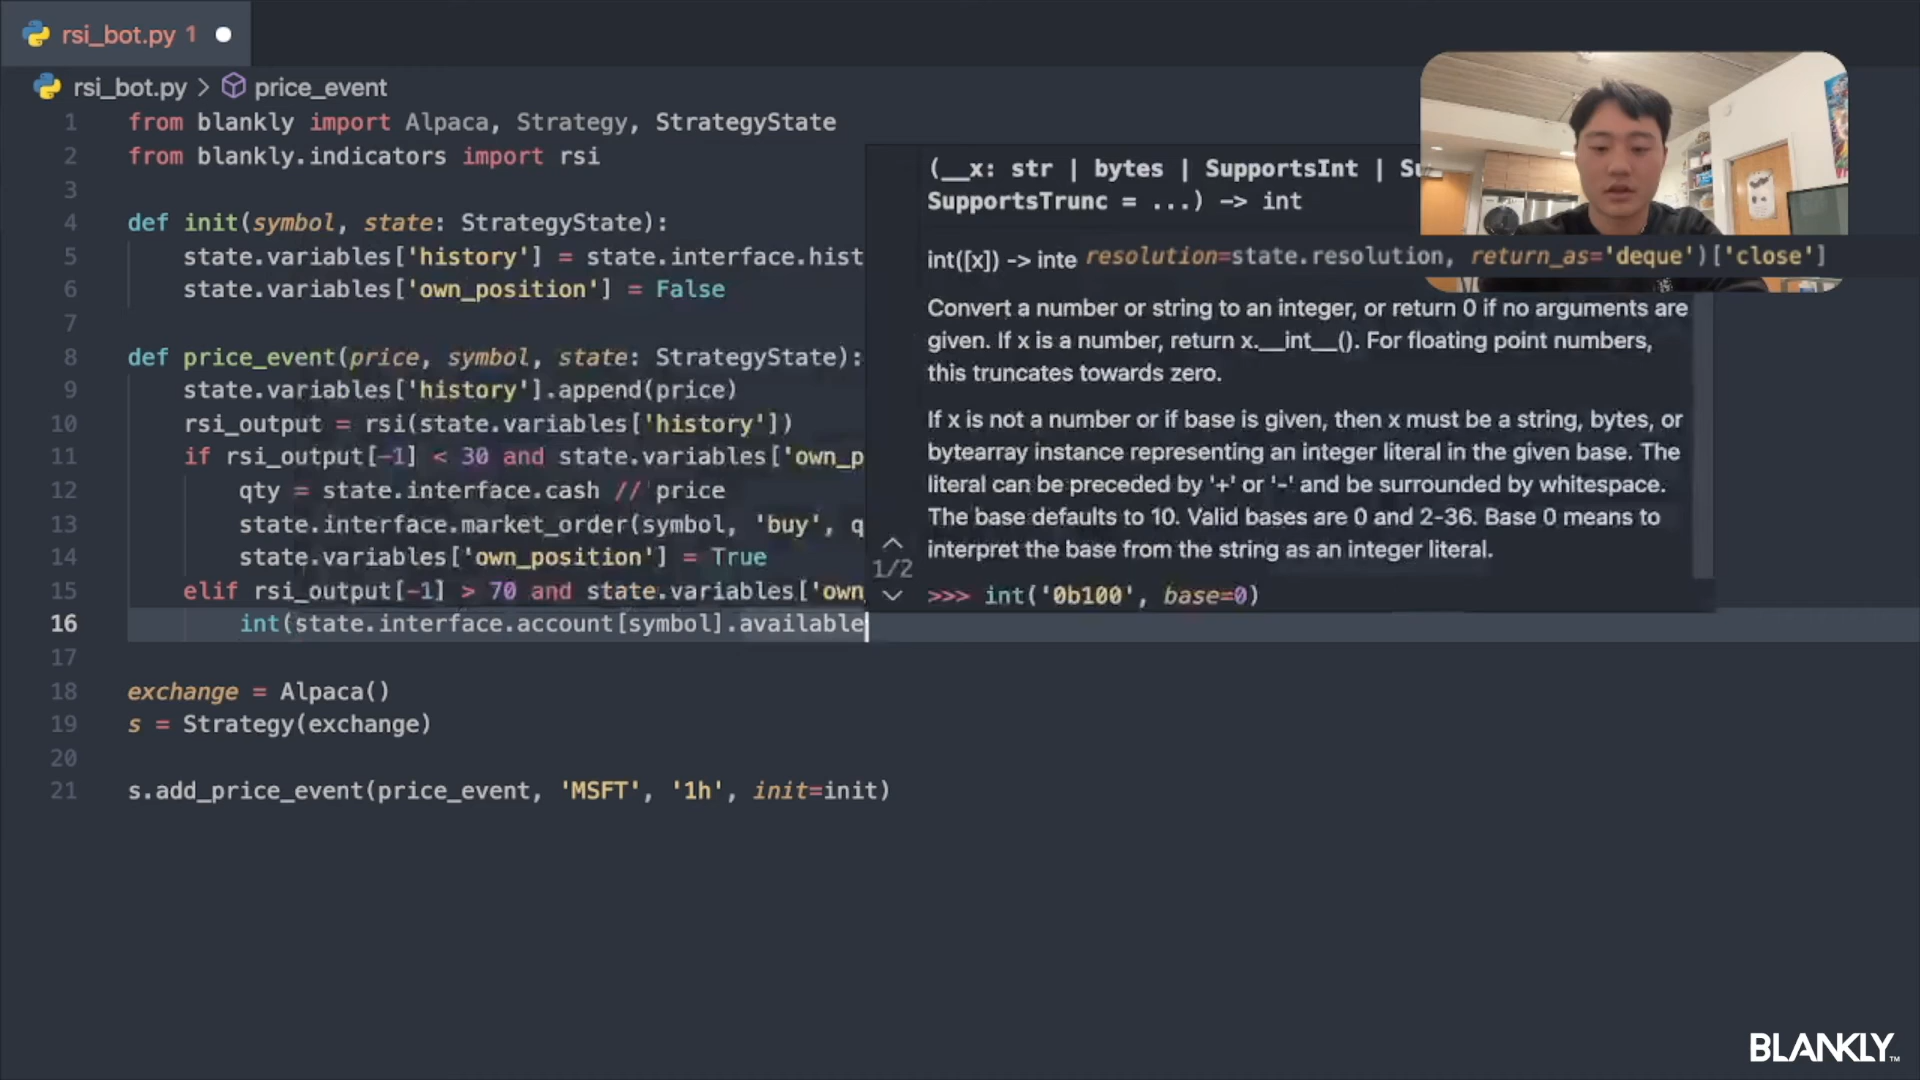 rsi_bot.py 1
rsi_bot.py > price_event
1 from blankly import Alpaca, Strategy, StrategyState
2 from blankly.indicators import rsi
3
4 def init(symbol, state: StrategyState):
5 state.variables['history'] = state.interface.hist
6 state.variables['own_position'] = False
7
8 def price_event(price, symbol, state: StrategyState):
9 state.variables['history'].append(price)
10 rsi_output = rsi(state.variables['history'])
11 if rsi_output[-1] < 30 and state.variables['own_p
12 qty = state.interface.cash // price
13 state.interface.market_order(symbol, 'buy', q
14 state.variables['own_position'] = True
15 elif rsi_output[-1] > 70 and state.variables['own
16 int(state.interface.account[symbol].available
17
18 exchange = Alpaca()
19 s = Strategy(exchange)
20
21 s.add_price_event(price_event, 'MSFT', '1h', init=init)
(__x: str | bytes | SupportsInt | Su
SupportsTrunc = ...) -> int
int([x]) -> inte resolution=state.resolution, return_as='deque')['close']
Convert a number or string to an integer, or return 0 if no arguments are
given. If x is a number, return x.__int__(). For floating point numbers,
this truncates towards zero.
If x is not a number or if base is given, then x must be a string, bytes, or
bytearray instance representing an integer literal in the given base. The
literal can be preceded by '+' or '-' and be surrounded by whitespace.
The base defaults to 10. Valid bases are 0 and 2-36. Base 0 means to
interpret the base from the string as an integer literal.
1/2
>>> int('0b100', base=0)
BLANKLY™